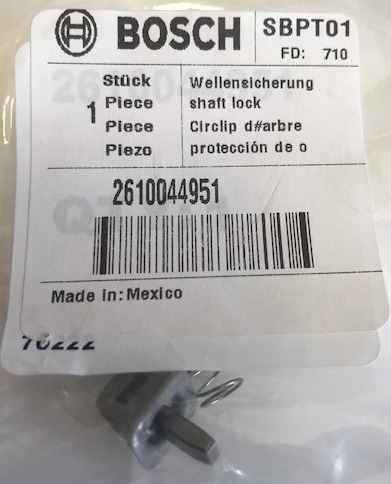 BOSCH SBPT01
FD: 710
Stück Wellensicherung
1 Piece shaft lock
Piece Circlip d#arbre
Piezo protección de o
2610044951
Made in: Mexico
70222